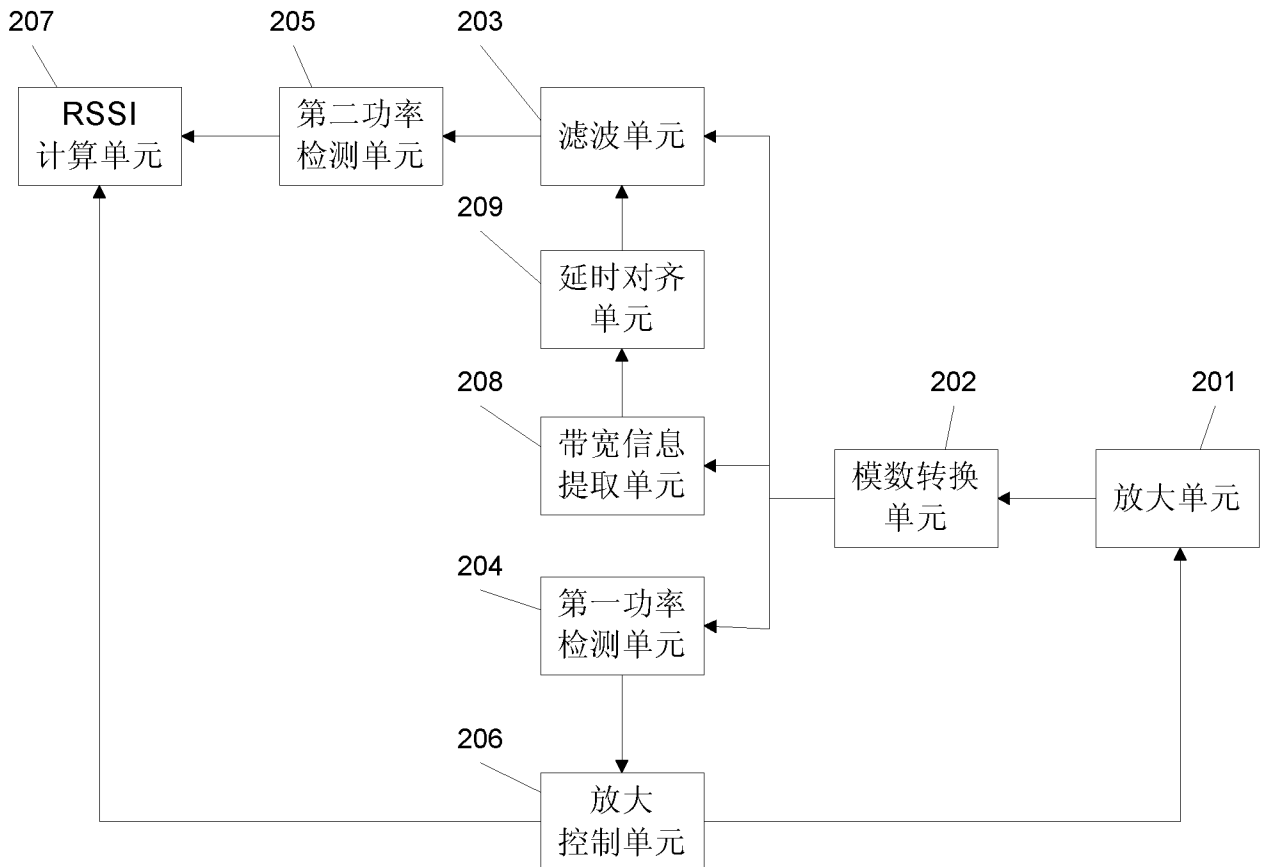 207
205
203
RSSI
计算单元
第二功率
检测单元
滤波单元
209
延时对齐
单元
208
202
201
带宽信息
提取单元
模数转换
单元
放大单元
204
第一功率
检测单元
206
放大
控制单元